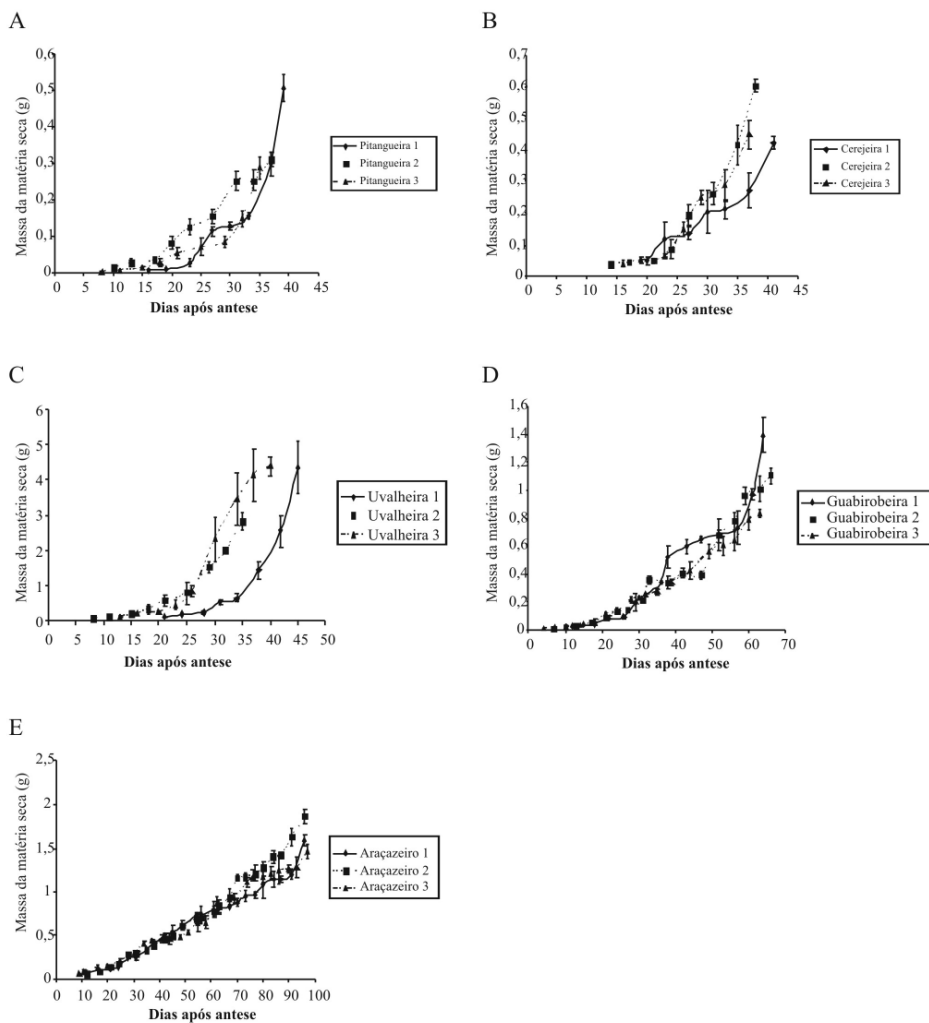 A
Massa da matéria seca (g)
0,6
0,5
0,4
0,3
0,2
0,1
0
0 5 10 15 20 25 30 35 40 45
Dias após antese
Pitangueira 1
Pitangueira 2
Pitangueira 3
B
Massa da matéria seca (g)
0,7
0,6
0,5
0,4
0,3
0,2
0,1
0
0 5 10 15 20 25 30 35 40 45
Dias após antese
Cerejeira 1
Cerejeira 2
Cerejeira 3
C
Massa da matéria seca (g)
6
5
4
3
2
1
0
0 5 10 15 20 25 30 35 40 45 50
Dias após antese
Uvalheira 1
Uvalheira 2
Uvalheira 3
D
Massa da matéria seca (g)
1,6
1,4
1,2
1
0,8
0,6
0,4
0,2
0
0 10 20 30 40 50 60 70
Dias após antese
Guabirobeira 1
Guabirobeira 2
Guabirobeira 3
E
Massa da matéria seca (g)
2,5
2
1,5
1
0,5
0
0 10 20 30 40 50 60 70 80 90 100
Dias após antese
Araçazeiro 1
Araçazeiro 2
Araçazeiro 3